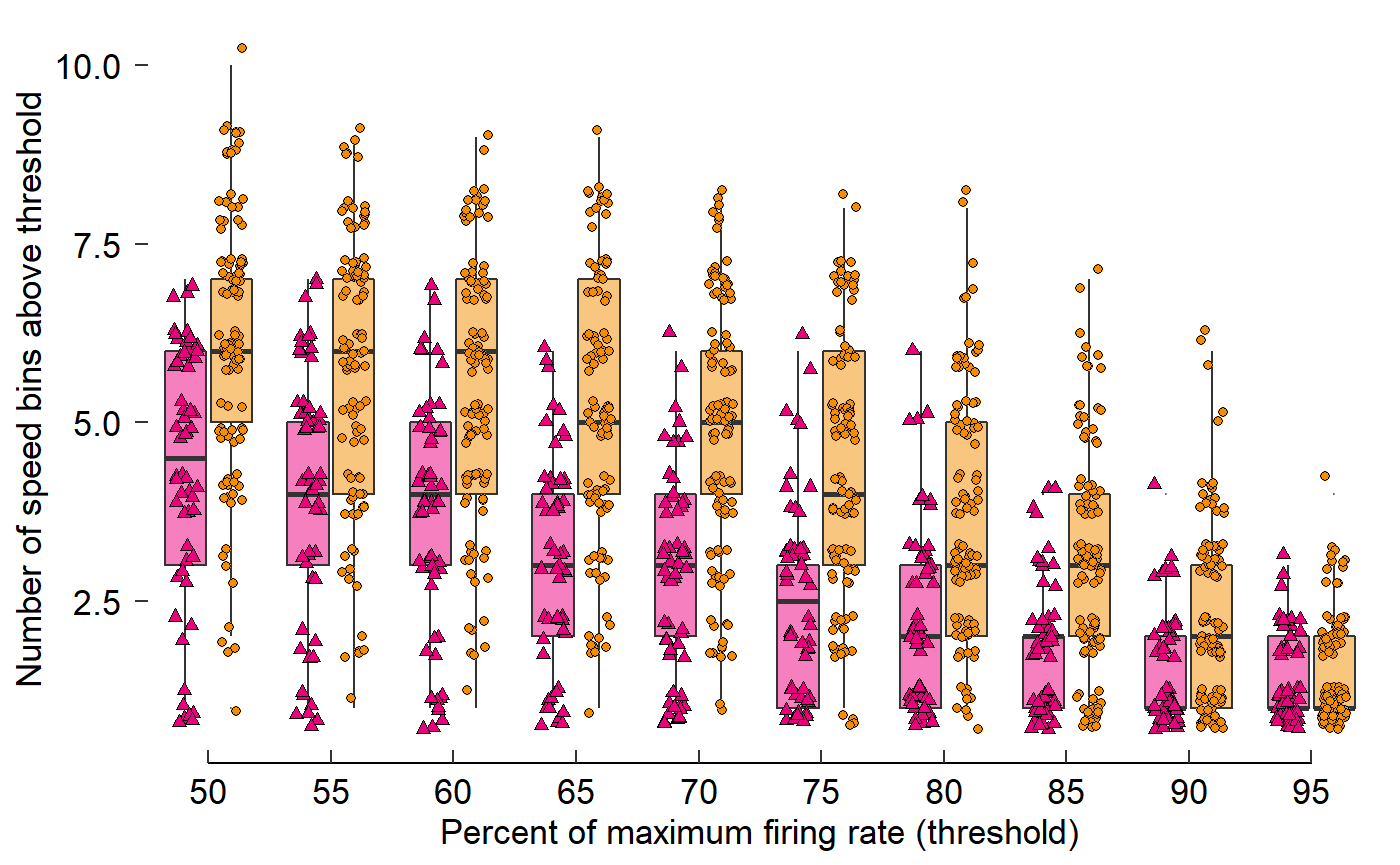 Number of speed bins above threshold
10.0
7.5
5.0
2.5
50 55 60 65 70 75 80 85 90 95
Percent of maximum firing rate (threshold)